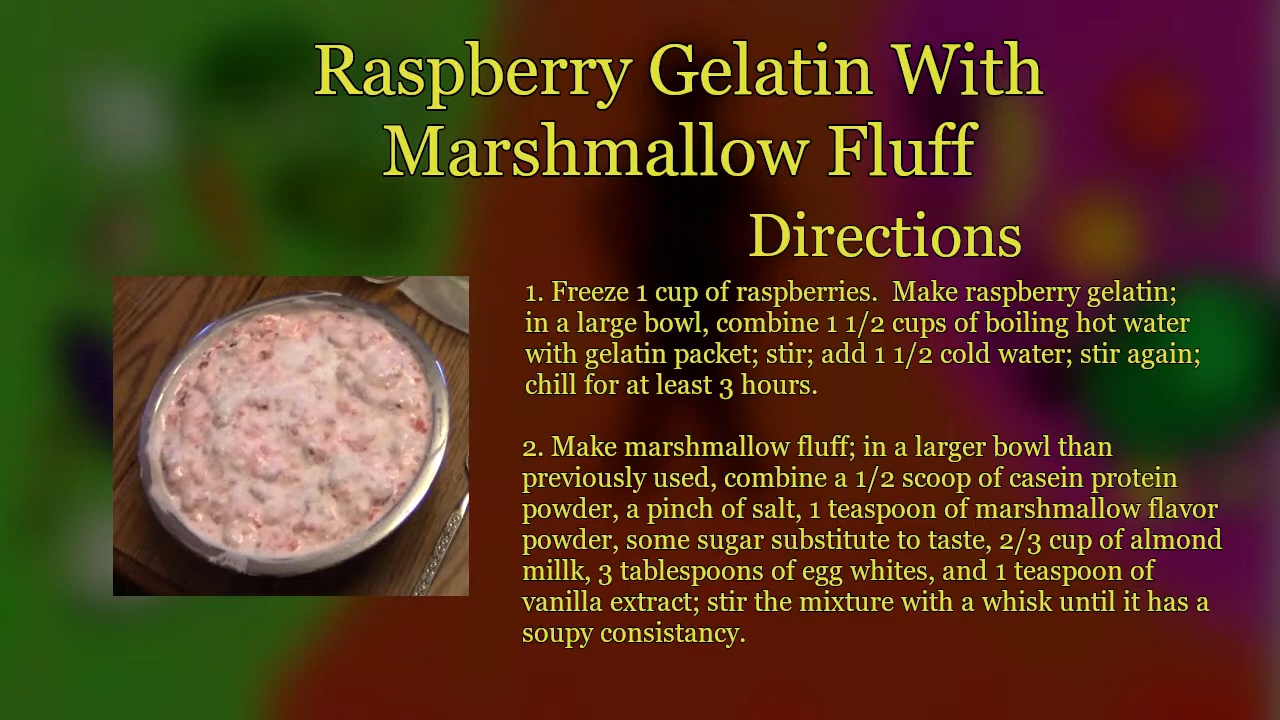 Raspberry Gelatin With
Marshmallow Fluff
Directions
1. Freeze 1 cup of raspberries.  Make raspberry gelatin;
in a large bowl, combine 1 1/2 cups of boiling hot water
with gelatin packet; stir; add 1 1/2 cold water; stir again;
chill for at least 3 hours.
2. Make marshmallow fluff; in a larger bowl than
previously used, combine a 1/2 scoop of casein protein
powder, a pinch of salt, 1 teaspoon of marshmallow flavor
powder, some sugar substitute to taste, 2/3 cup of almond
millk, 3 tablespoons of egg whites, and 1 teaspoon of
vanilla extract; stir the mixture with a whisk until it has a
soupy consistancy.